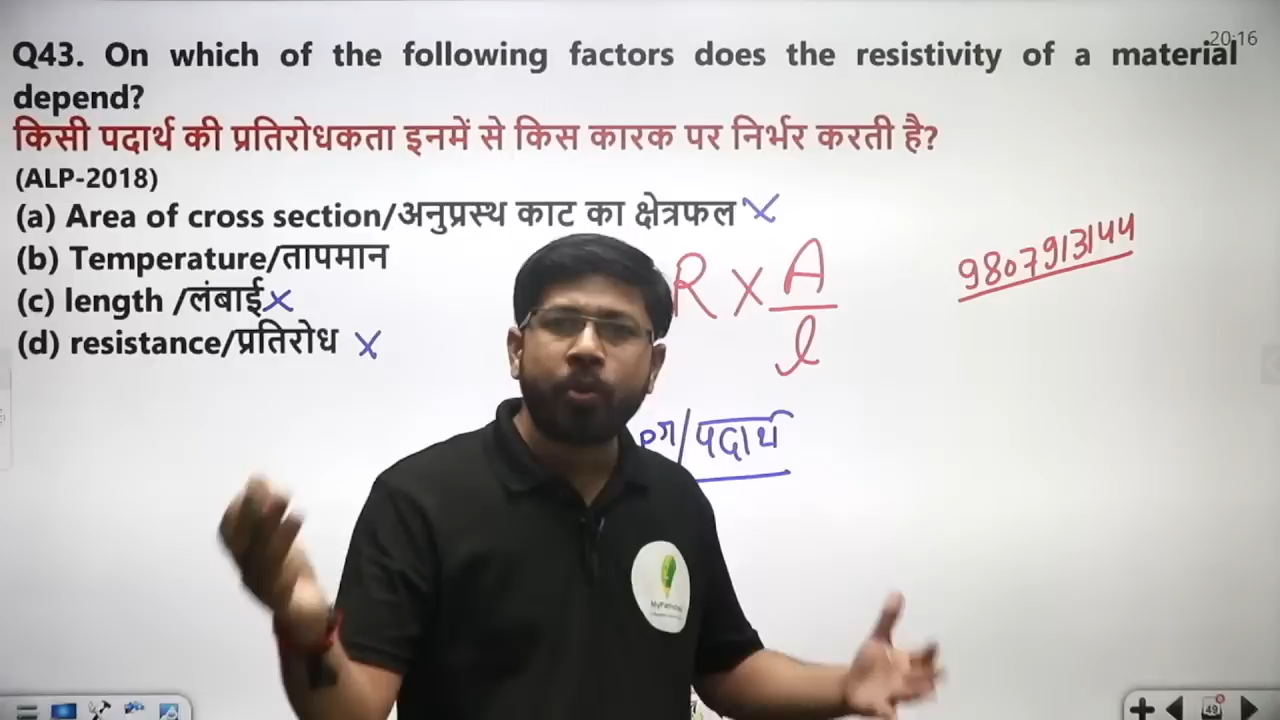 20:16
Q43. On which of the following factors does the resistivity of a material
depend?
किसी पदार्थ की प्रतिरोधकता इनमें से किस कारक पर निर्भर करती है?
(ALP-2018)
(a) Area of cross section/अनुप्रस्थ काट का क्षेत्रफल X
(b) Temperature/तापमान
(c) length /लंबाई X
(d) resistance/प्रतिरोध X
R X A
l
9807913144
/पदार्थ
49